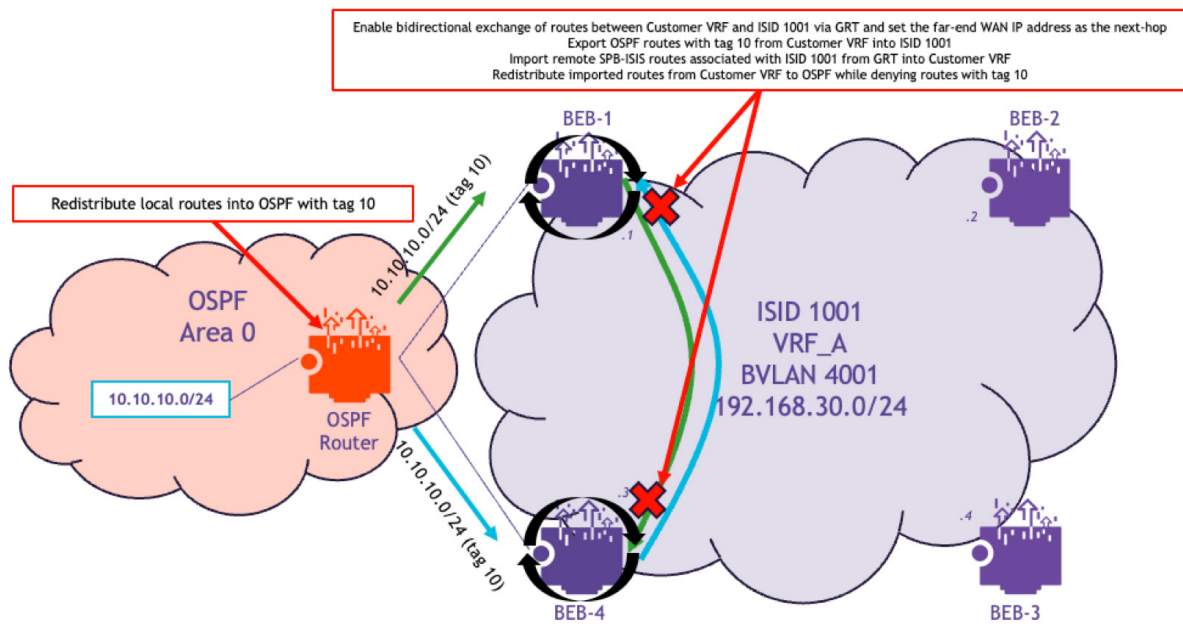 Enable bidirectional exchange of routes between Customer VRF and ISID 1001 via GRT and set the far-end WAN IP address as the next-hop
Export OSPF routes with tag 10 from Customer VRF into ISID 1001
Import remote SPB-ISIS routes associated with ISID 1001 from GRT into Customer VRF
Redistribute imported routes from Customer VRF to OSPF while denying routes with tag 10
BEB-1
BEB-2
Redistribute local routes into OSPF with tag 10
10.10.10.0/24 (tag 10)
.1
.2
OSPF
Area 0
ISID 1001
VRF_A
BVLAN 4001
192.168.30.0/24
10.10.10.0/24
OSPF
Router
10.10.10.0/24 (tag 10)
.3
.4
BEB-4
BEB-3